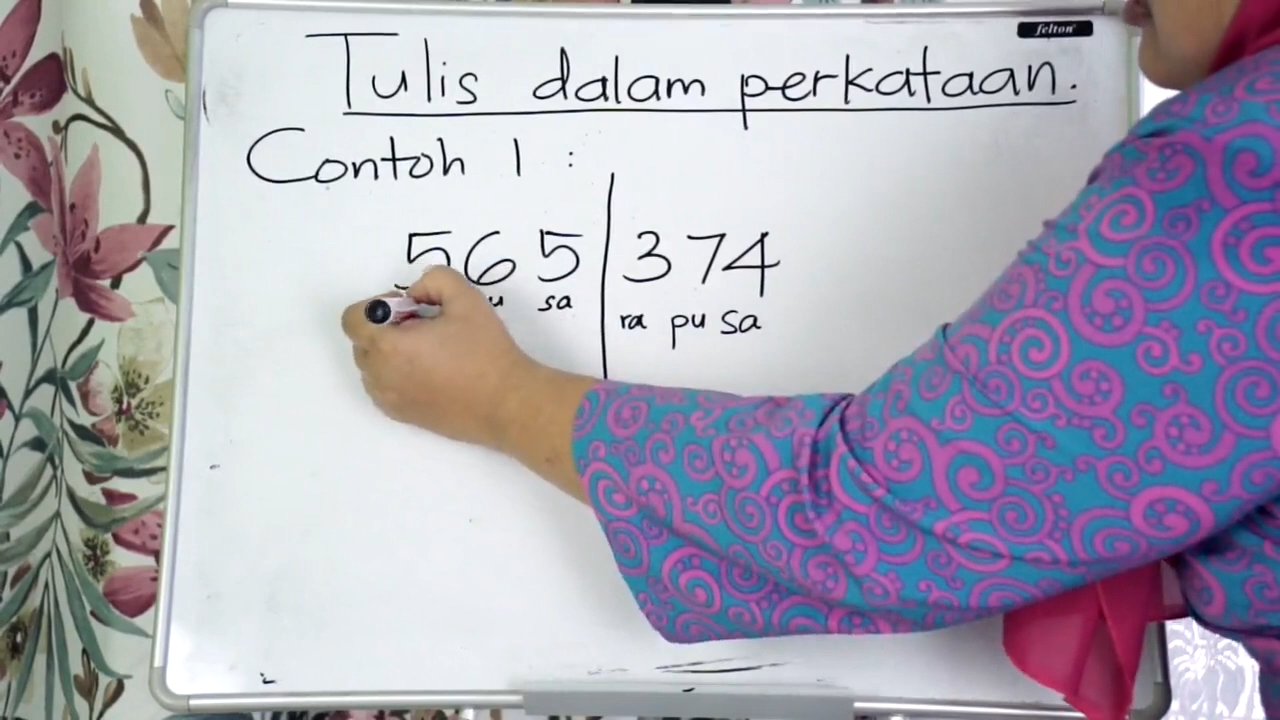 felton
Tulis dalam perkataan.
Contoh 1 :
565 374
sa ra pu sa